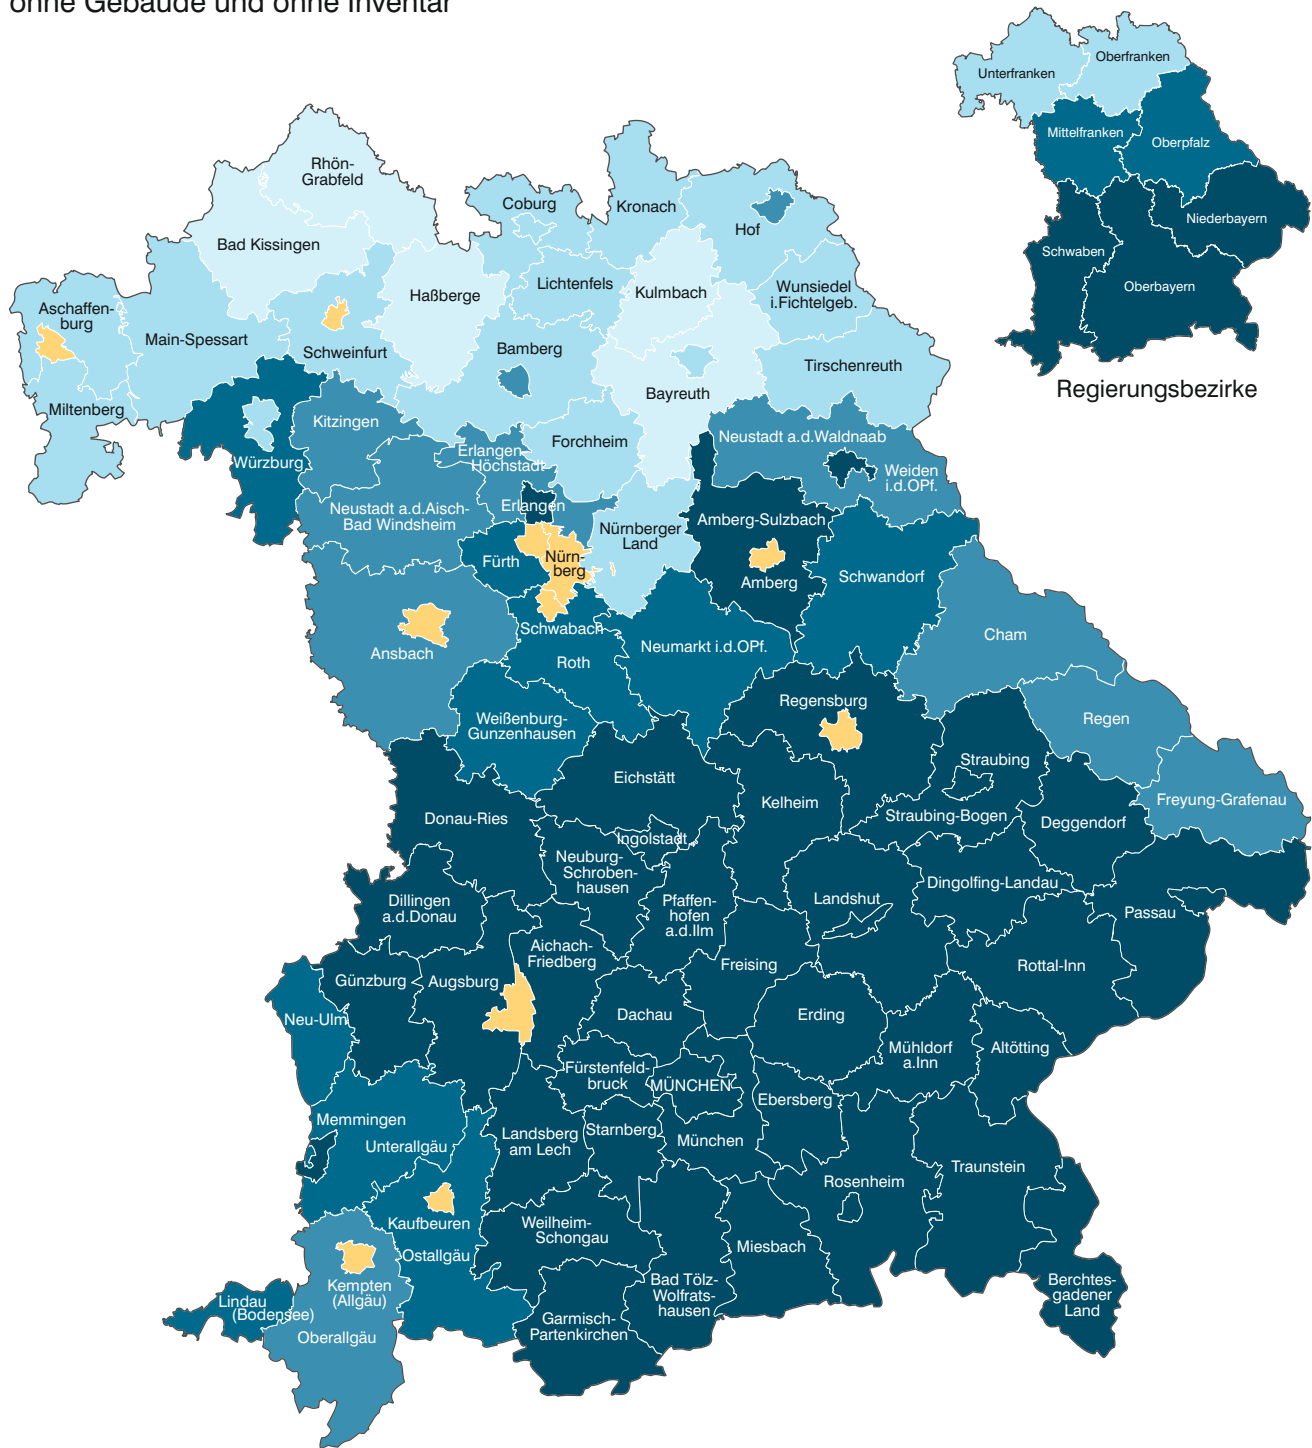 ohne Gebäude und ohne Inventar
Unterfranken
Oberfranken
Mittelfranken
Oberpfalz
Niederbayern
Schwaben
Oberbayern
Regierungsbezirke
Rhön-
Grabfeld
Bad Kissingen
Coburg
Kronach
Hof
Haßberge
Lichtenfels
Kulmbach
Wunsiedel
i.Fichtelgeb.
Aschaffen-
burg
Main-Spessart
Schweinfurt
Bamberg
Bayreuth
Tirschenreuth
Miltenberg
Würzburg
Kitzingen
Forchheim
Erlangen-
Höchstadt
Neustadt a.d.Waldnaab
Weiden
i.d.OPf.
Neustadt a.d.Aisch-
Bad Windsheim
Erlangen
Nürnberger
Land
Amberg-Sulzbach
Fürth
Nürn-
berg
Amberg
Schwandorf
Ansbach
Schwabach
Roth
Neumarkt i.d.OPf.
Cham
Weißenburg-
Gunzenhausen
Regensburg
Regen
Eichstätt
Straubing
Donau-Ries
Kelheim
Straubing-Bogen
Deggendorf
Freyung-Grafenau
Ingolstadt
Neuburg-
Schroben-
hausen
Dillingen
a.d.Donau
Pfaffen-
hofen
a.d.Ilm
Landshut
Dingolfing-Landau
Passau
Aichach-
Friedberg
Günzburg
Augsburg
Freising
Rottal-Inn
Neu-Ulm
Dachau
Erding
Mühldorf
a.Inn
Altötting
Fürstenfeld-
bruck
MÜNCHEN
Ebersberg
Memmingen
Unterallgäu
Landsberg
am Lech
Starnberg
München
Traunstein
Rosenheim
Kaufbeuren
Weilheim-
Schongau
Ostallgäu
Miesbach
Kempten
(Allgäu)
Bad Tölz-
Wolfrats-
hausen
Berchtes-
gadener
Land
Lindau
(Bodensee)
Oberallgäu
Garmisch-
Partenkirchen